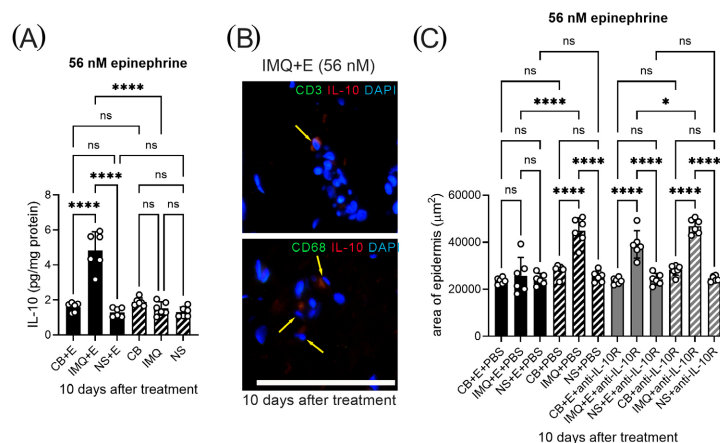 (A)
56 nM epinephrine
****
ns
ns
ns
****
****
ns
ns
IL-10 (pg/mg protein)
8
6
4
2
0
CB+E
IMQ+E
NS+E
CB
IMQ
NS
10 days after treatment
(B)
IMQ+E (56 nM)
CD3 IL-10 DAPI
CD68 IL-10 DAPI
10 days after treatment
(C)
56 nM epinephrine
ns
ns
ns
ns
****
*
ns
ns
ns
ns
ns
ns
****
****
****
****
****
****
area of epidermis (µm²)
60000
40000
20000
0
CB+E+PBS
IMQ+E+PBS
NS+E+PBS
CB+PBS
IMQ+PBS
NS+PBS
CB+E+anti-IL-10R
IMQ+E+anti-IL-10R
NS+E+anti-IL-10R
CB+anti-IL-10R
IMQ+anti-IL-10R
NS+anti-IL-10R
10 days after treatment